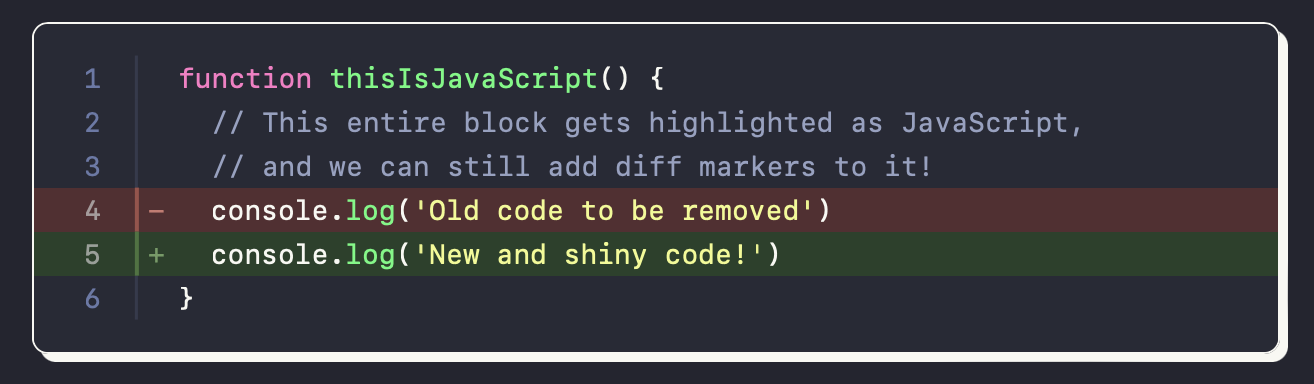 1 function thisIsJavaScript() {
2   // This entire block gets highlighted as JavaScript,
3   // and we can still add diff markers to it!
4 -   console.log('Old code to be removed')
5 +   console.log('New and shiny code!')
6 }